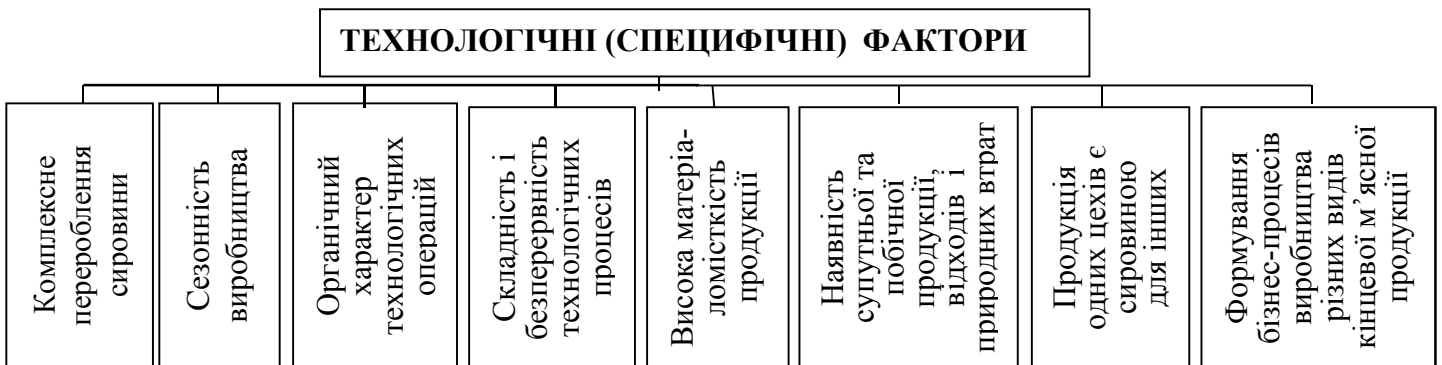 ТЕХНОЛОГІЧНІ (СПЕЦИФІЧНІ) ФАКТОРИ
Комплексне
перероблення
сировини
Сезонність
виробництва
Органічний
характер
технологічних
операцій
Складність і
безперервність
технологічних
процесів
Висока матеріа-
ломісткість
продукції
Наявність
супутньої та
побічної
продукції,
відходів і
природних втрат
Продукція
одних цехів є
сировиною
для інших
Формування
бізнес-процесів
виробництва
різних видів
кінцевої м’ясної
продукції